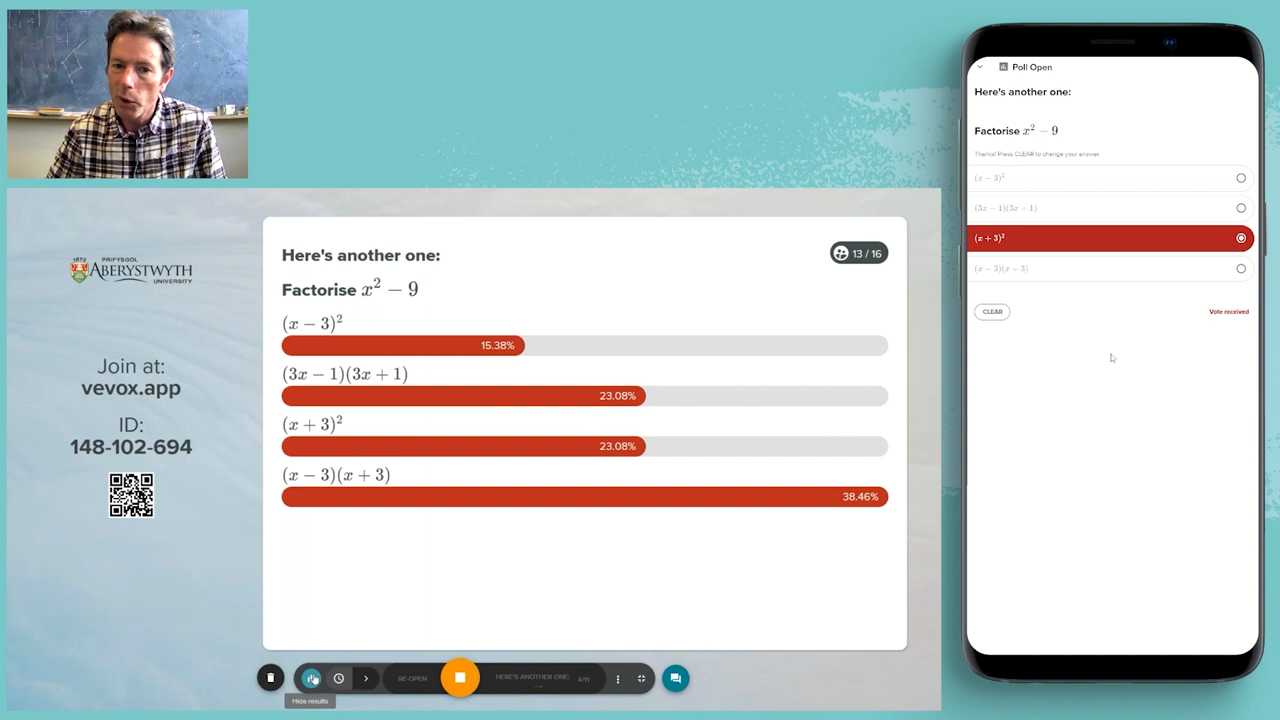 1872
PRIFYSGOL
ABERYSTWYTH
UNIVERSITY
Join at:
vevox.app
ID:
148-102-694
Here's another one:
13 / 16
Factorise x² − 9
(x − 3)²
15.38%
(3x − 1)(3x + 1)
23.08%
(x + 3)²
23.08%
(x − 3)(x + 3)
38.46%
RE-OPEN
HERE'S ANOTHER ONE:
Hide results
Poll Open
Here's another one:
Factorise x² − 9
Thanks! Press CLEAR to change your answer.
(x − 3)²
(3x − 1)(3x + 1)
(x + 3)²
(x − 3)(x + 3)
CLEAR
Vote received